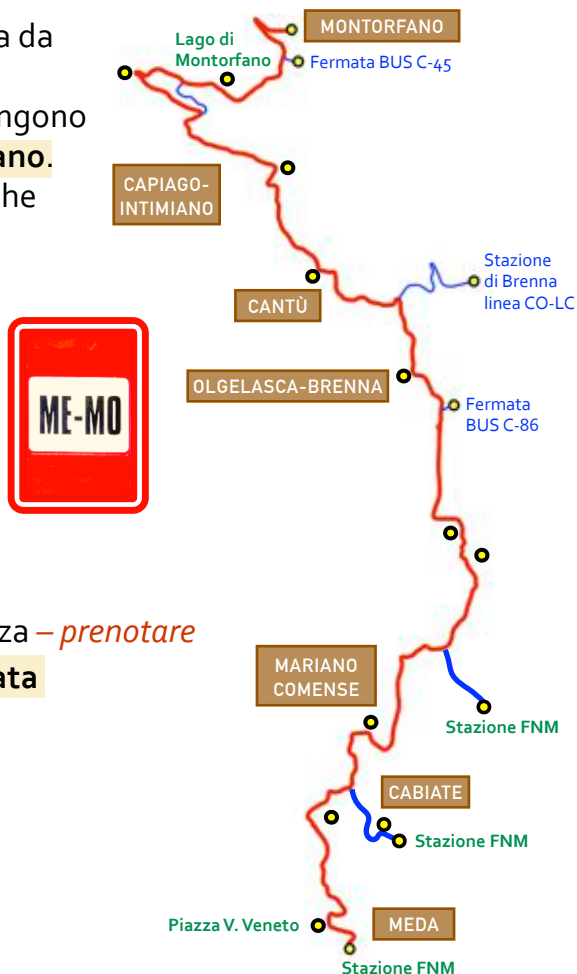 a da
ngono
ano.
he
MONTORFANO
Lago di
Montorfano
Fermata BUS C-45
CAPIAGO-
INTIMIANO
Stazione
di Brenna
linea CO-LC
CANTÙ
OLGELASCA-BRENNA
Fermata
BUS C-86
ME-MO
za – prenotare
ata
MARIANO
COMENSE
Stazione FNM
CABIATE
Stazione FNM
Piazza V. Veneto
MEDA
Stazione FNM